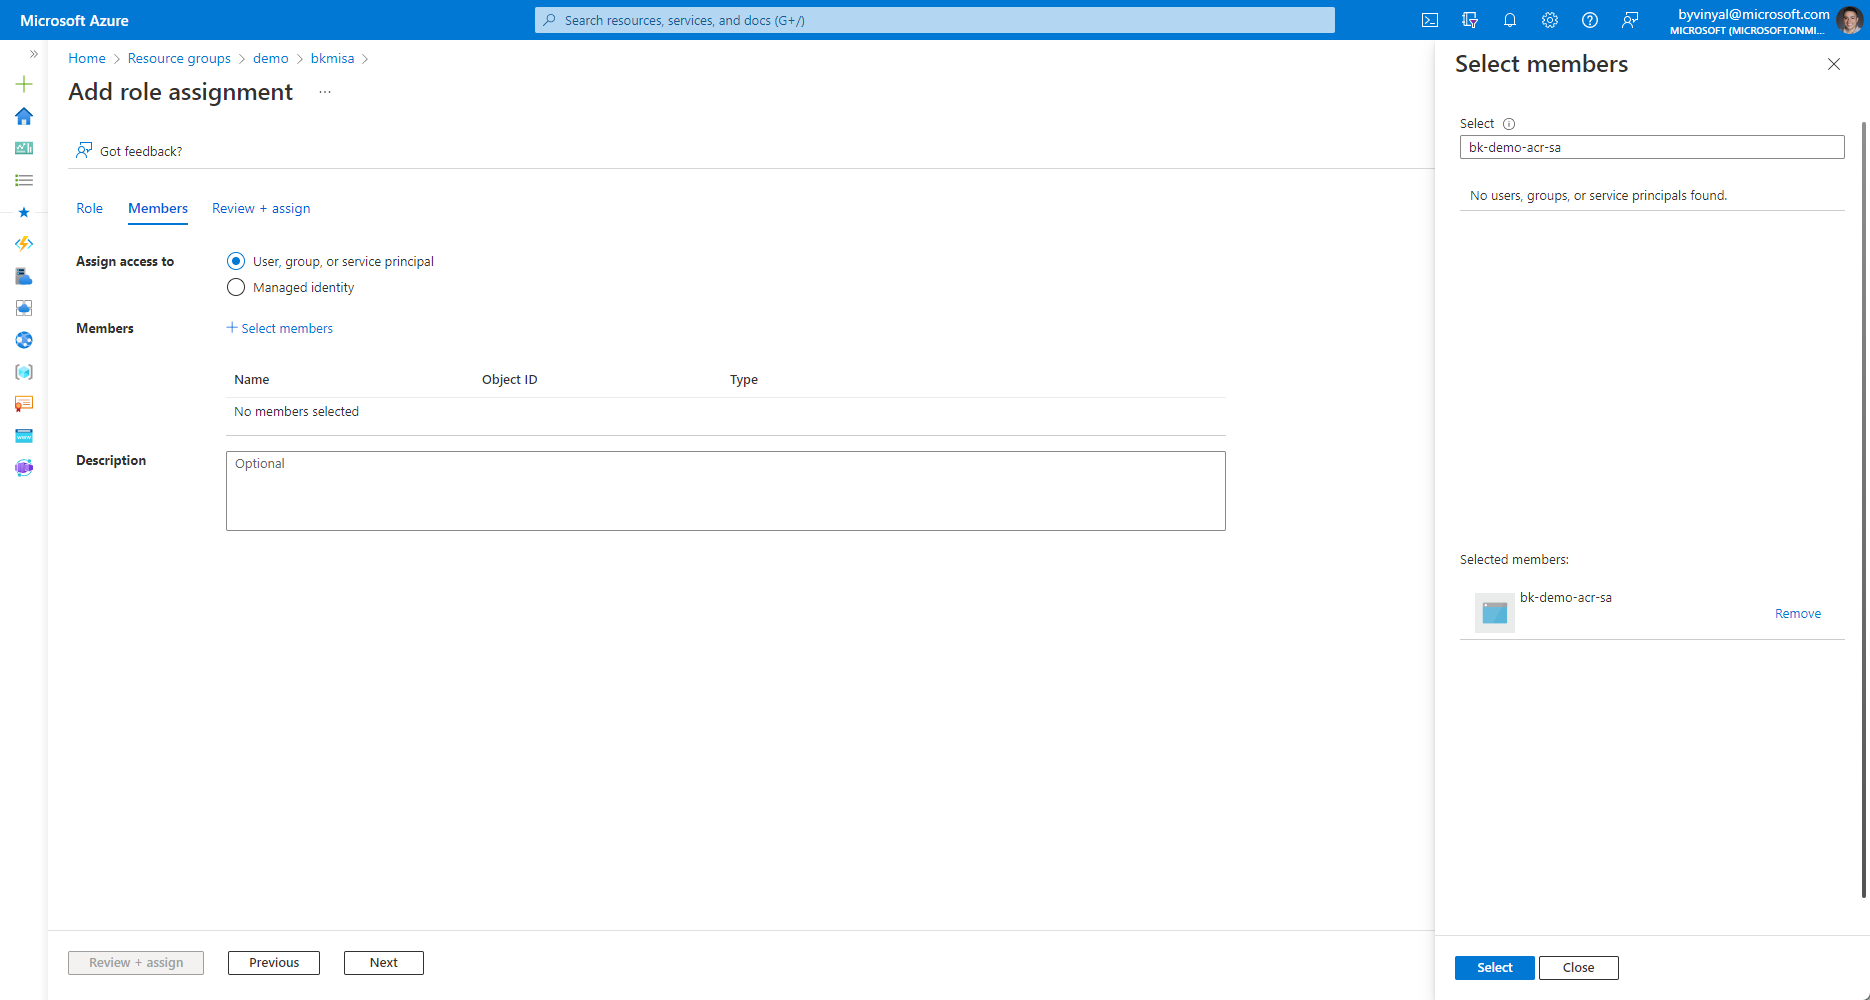 Microsoft Azure
Search resources, services, and docs (G+/)
byvinyal@microsoft.com
MICROSOFT (MICROSOFT.ONMI...
Home > Resource groups > demo > bkmisa >
Add role assignment ...
Got feedback?
Role Members Review + assign
Assign access to
User, group, or service principal
Managed identity
Members
+ Select members
Name Object ID Type
No members selected
Description
Optional
Review + assign Previous Next
Select members
Select
bk-demo-acr-sa
No users, groups, or service principals found.
Selected members:
bk-demo-acr-sa
Remove
Select Close